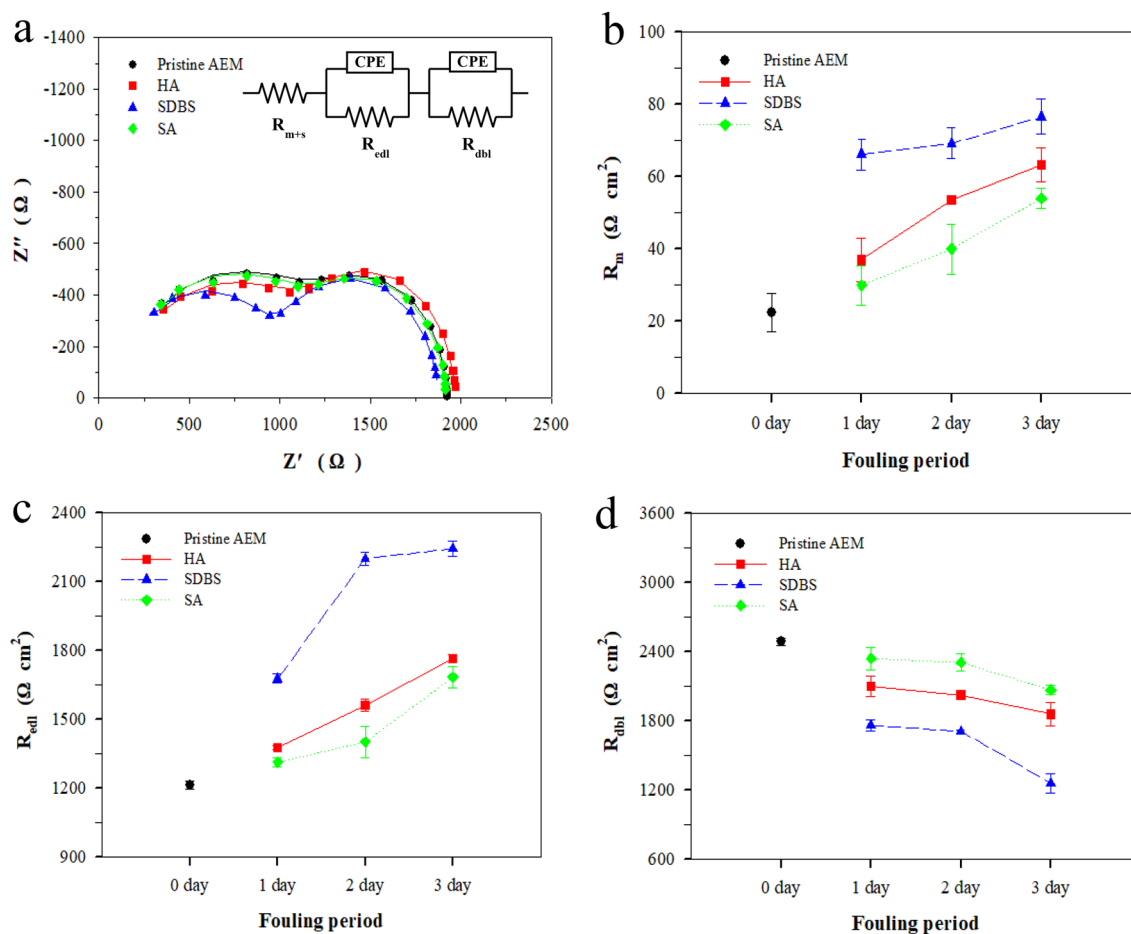 a
-1400
-1200
-1000
-800
-600
-400
-200
0
Z″ (Ω)
Pristine AEM
HA
SDBS
SA
CPE
CPE
Rm+s
Redl
Rdbl
0
500
1000
1500
2000
2500
Z′ (Ω)
b
100
80
60
40
20
0
Rm (Ω cm²)
Pristine AEM
HA
SDBS
SA
0 day
1 day
2 day
3 day
Fouling period
c
2400
2100
1800
1500
1200
900
Redl (Ω cm²)
Pristine AEM
HA
SDBS
SA
0 day
1 day
2 day
3 day
Fouling period
d
3600
3000
2400
1800
1200
600
Rdbl (Ω cm²)
Pristine AEM
HA
SDBS
SA
0 day
1 day
2 day
3 day
Fouling period